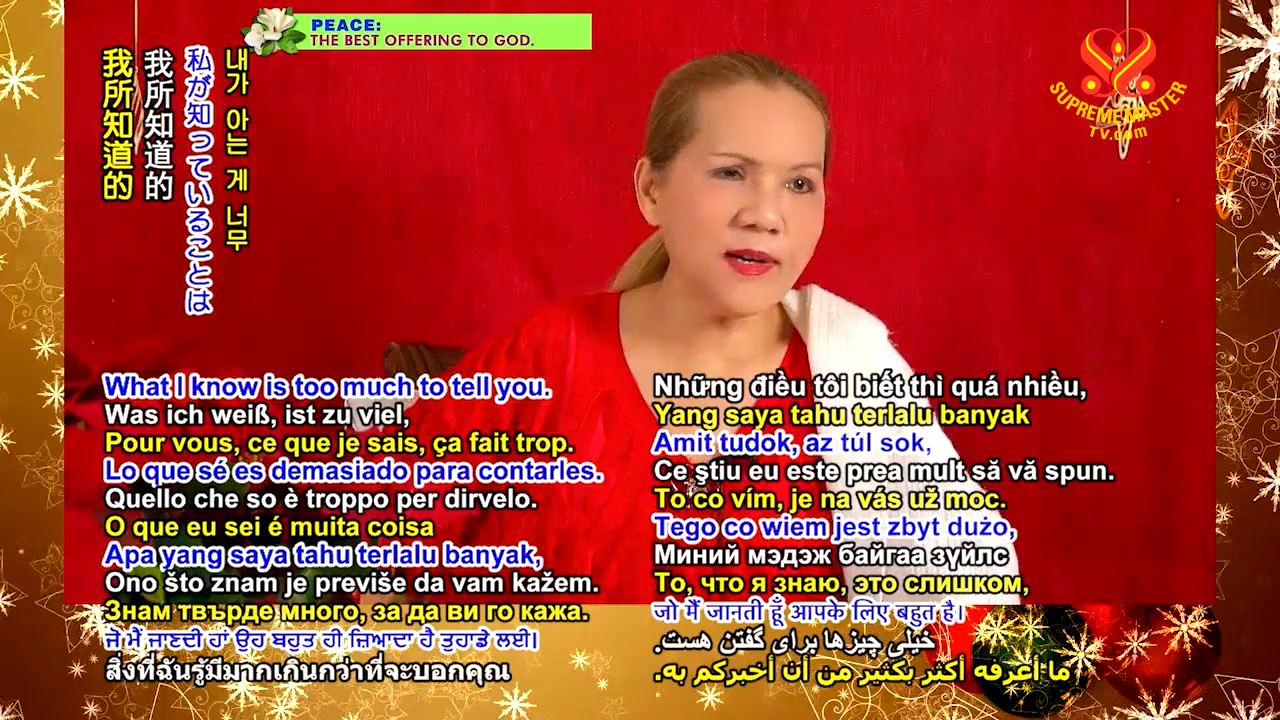 PEACE:
THE BEST OFFERING TO GOD.
SUPREME MASTER
TV.com
내가 아는 게 너무
私が知っていることは
我所知道的
我所知道的
What I know is too much to tell you.
Was ich weiß, ist zu viel,
Pour vous, ce que je sais, ça fait trop.
Lo que sé es demasiado para contarles.
Quello che so è troppo per dirvelo.
O que eu sei é muita coisa
Apa yang saya tahu terlalu banyak,
Ono što znam je previše da vam kažem.
Знам твърде много, за да ви го кажа.
ਜੋ ਮੈਂ ਜਾਣਦੀ ਹਾਂ ਉਹ ਬਹੁਤ ਹੀ ਜ਼ਿਆਦਾ ਹੈ ਤੁਹਾਡੇ ਲਈ।
สิ่งที่ฉันรู้มีมากเกินกว่าที่จะบอกคุณ
Những điều tôi biết thì quá nhiều,
Yang saya tahu terlalu banyak
Amit tudok, az túl sok,
Ce ştiu eu este prea mult să vă spun.
To co vím, je na vás už moc.
Tego co wiem jest zbyt dużo,
Миний мэдэж байгаа зүйлс
То, что я знаю, это слишком,
जो मैं जानती हूँ आपके लिए बहुत है।
خیلی چیزها برای گفتن هست.
ما أعرفه أكثر بكثير من أن أخبركم به.